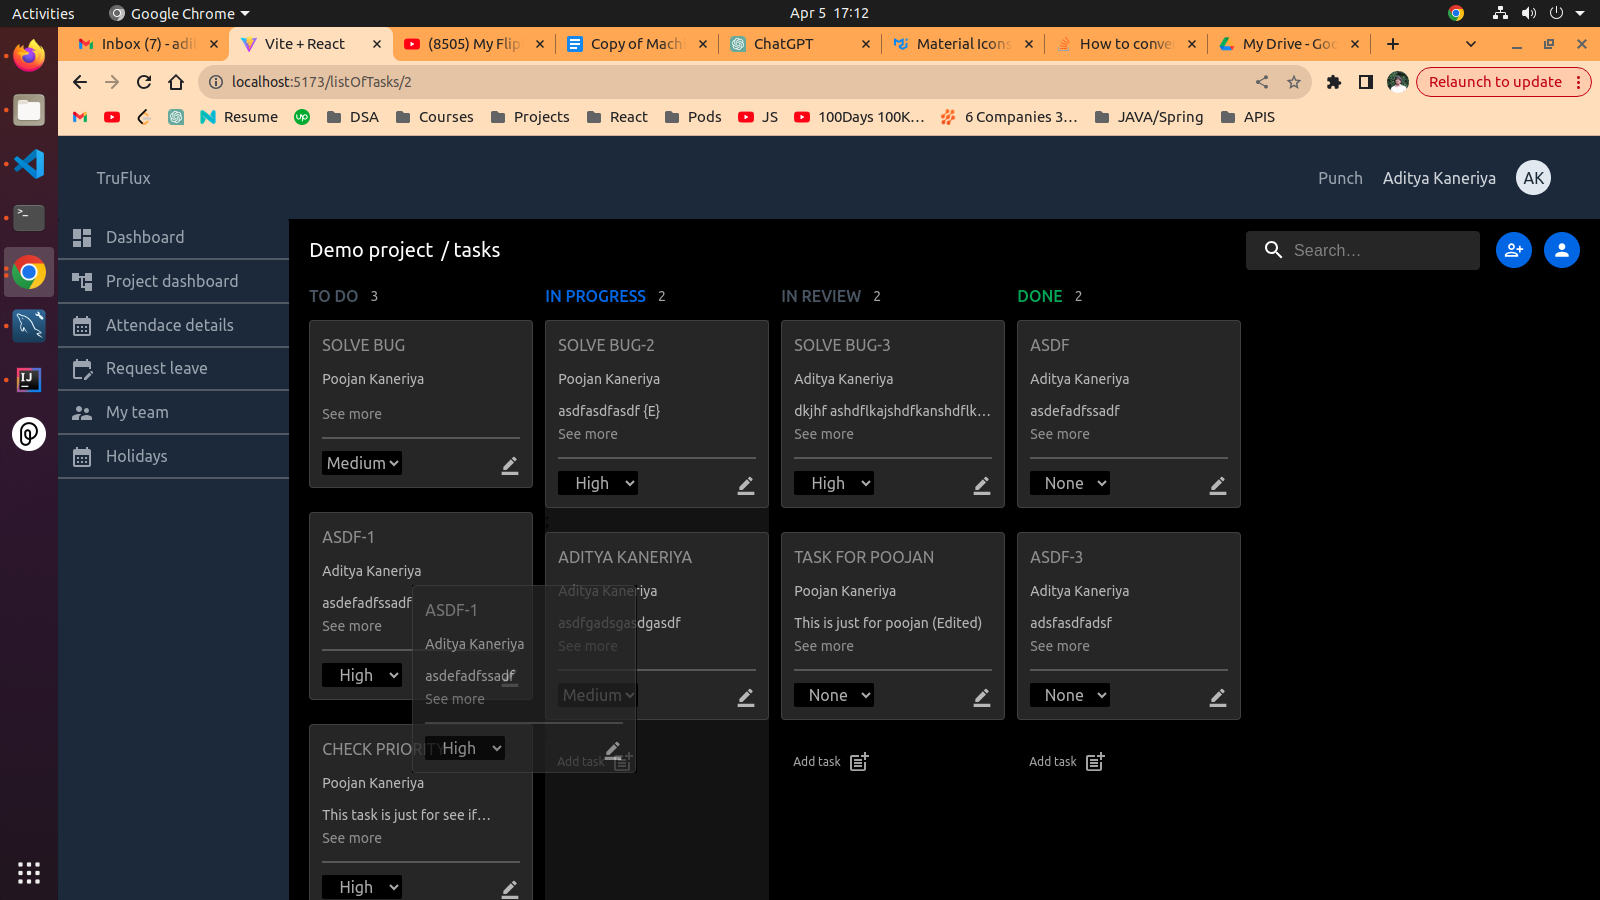 Activities
Google Chrome
Apr 5 17:12
Inbox (7) - adi
Vite + React
(8505) My Flip
Copy of Mach
ChatGPT
Material Icons
How to conve
My Drive - Goo
localhost:5173/listOfTasks/2
Relaunch to update
Resume
up
DSA
Courses
Projects
React
Pods
JS
100Days 100K...
6 Companies 3...
JAVA/Spring
APIS
TruFlux
Punch
Aditya Kaneriya
AK
Dashboard
Project dashboard
Attendace details
Request leave
My team
Holidays
Demo project / tasks
Search...
TO DO 3
SOLVE BUG
Poojan Kaneriya
See more
Medium
ASDF-1
Aditya Kaneriya
asdefadfssadf
See more
High
CHECK PRIORITY
Poojan Kaneriya
This task is just for see if...
See more
High
ASDF-1
Aditya Kaneriya
asdefadfssadf
See more
High
IN PROGRESS 2
SOLVE BUG-2
Poojan Kaneriya
asdfasdfasdf {E}
See more
High
ADITYA KANERIYA
Aditya Kaneriya
asdfgadsgasdgasdf
See more
Medium
Add task
IN REVIEW 2
SOLVE BUG-3
Aditya Kaneriya
dkjhf ashdflkajshdfkanshdflk...
See more
High
TASK FOR POOJAN
Poojan Kaneriya
This is just for poojan (Edited)
See more
None
Add task
DONE 2
ASDF
Aditya Kaneriya
asdefadfssadf
See more
None
ASDF-3
Aditya Kaneriya
adsfasdfadsf
See more
None
Add task